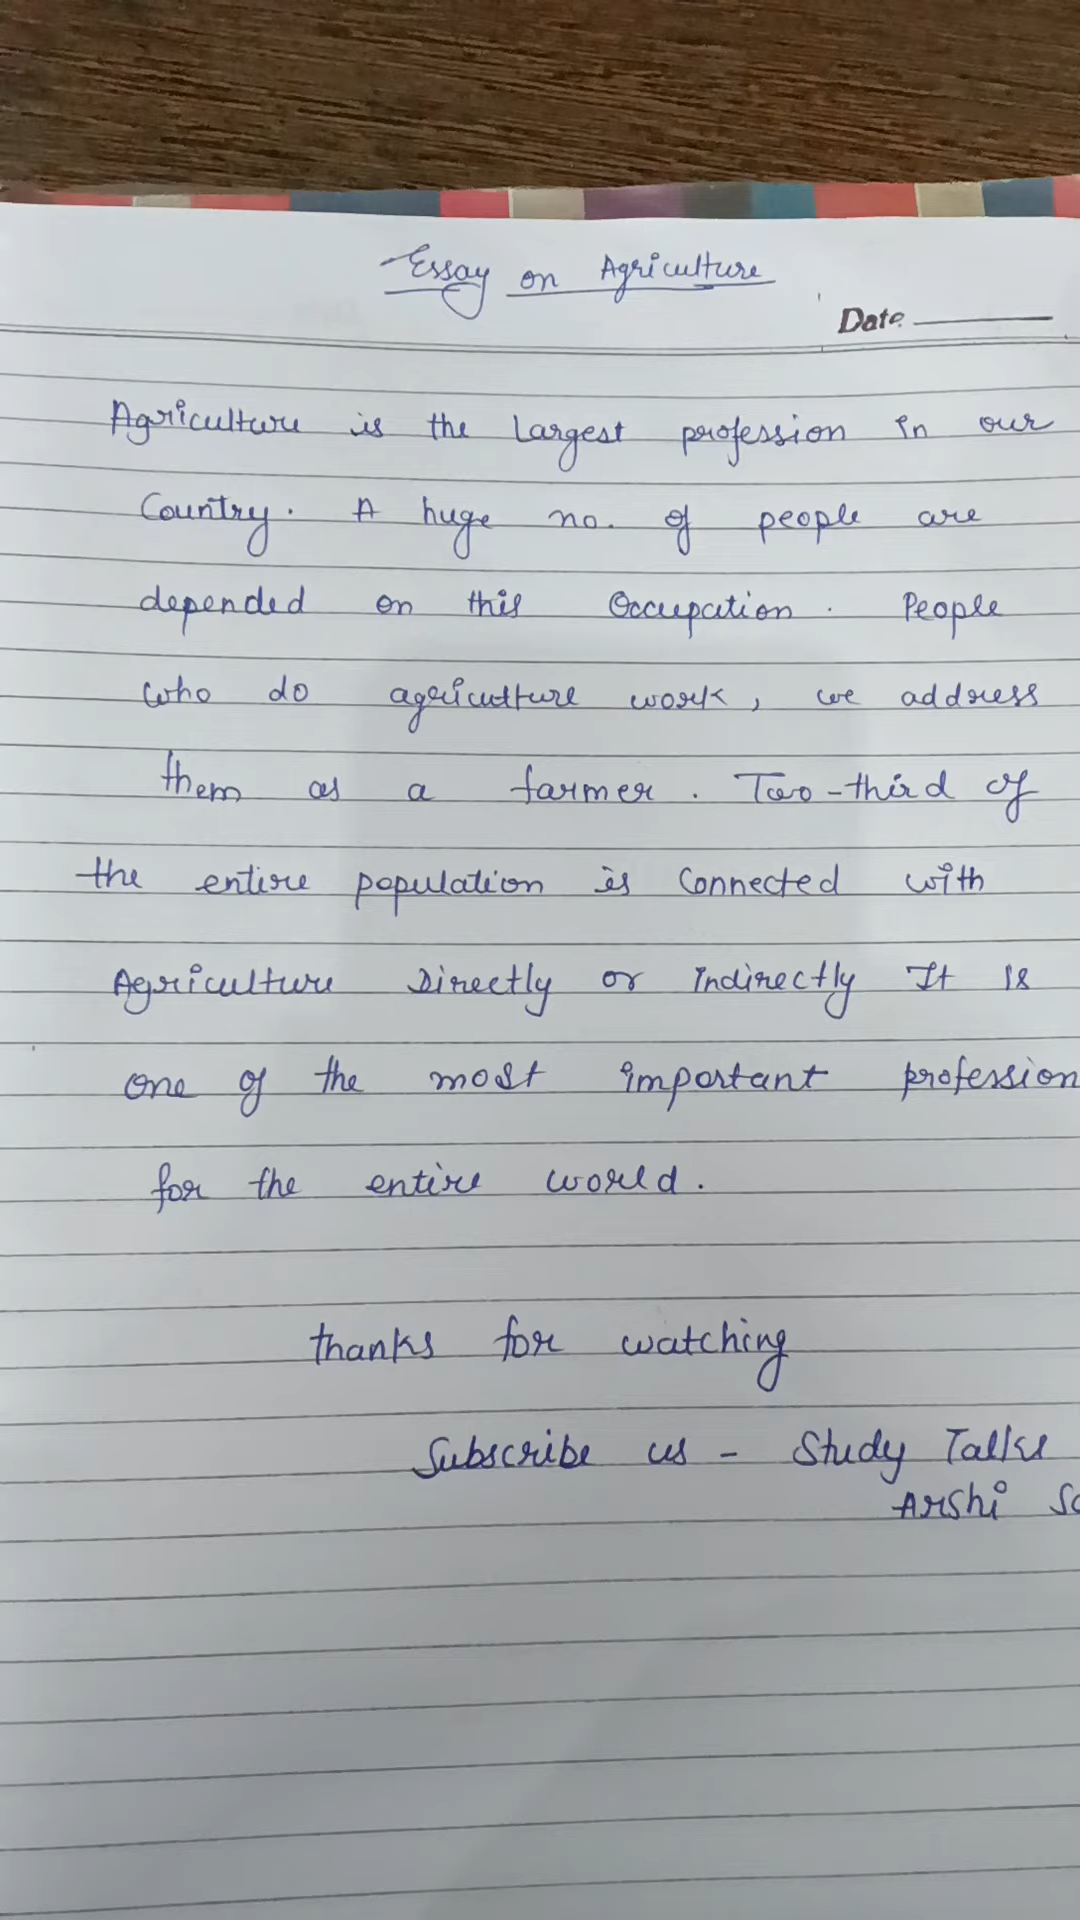 Essay on Agriculture
Date
Agriculture is the largest profession in our
Country. A huge no. of people are
depended on this Occupation. People
who do agriculture work, we address
them as a farmer. Two-third of
the entire population is Connected with
Agriculture Directly or Indirectly It is
one of the most important profession
for the entire world.
thanks for watching
Subscribe us - Study Talks
Arshi